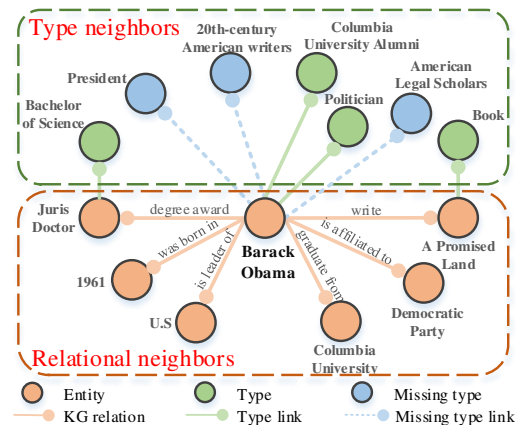 Type neighbors
20th-century
American writers
Columbia
University Alumni
President
American
Legal Scholars
Bachelor
of Science
Politician
Book
Juris
Doctor
degree award
write
A Promised
Land
was born in
is leader of
Barack
Obama
graduate from
is affiliated to
1961
U.S
Columbia
University
Democratic
Party
Relational neighbors
Entity
Type
Missing type
KG relation
Type link
Missing type link